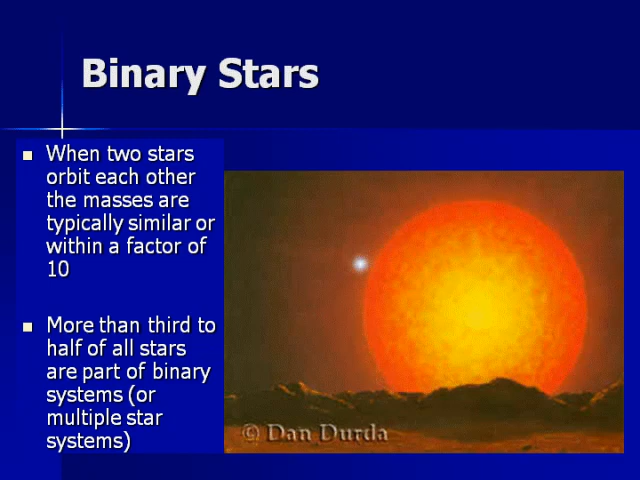 Binary Stars
When two stars
orbit each other
the masses are
typically similar or
within a factor of
10
More than third to
half of all stars
are part of binary
systems (or
multiple star
systems)
© Dan Durda